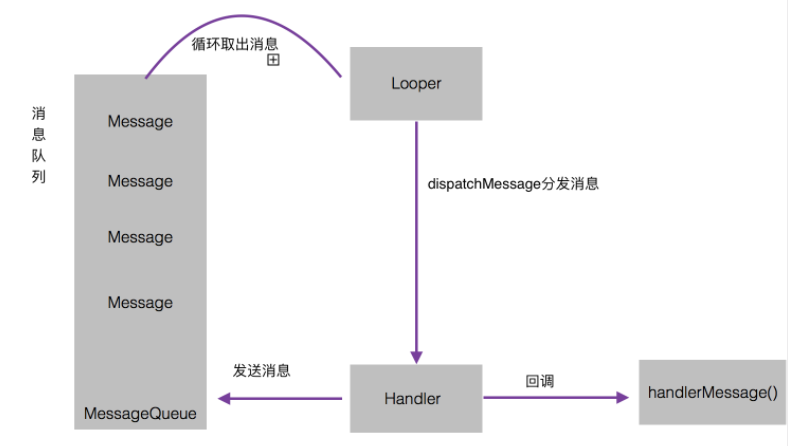 循环取出消息
Looper
消息队列
Message
Message
dispatchMessage分发消息
Message
Message
发送消息
回调
handlerMessage()
Handler
MessageQueue